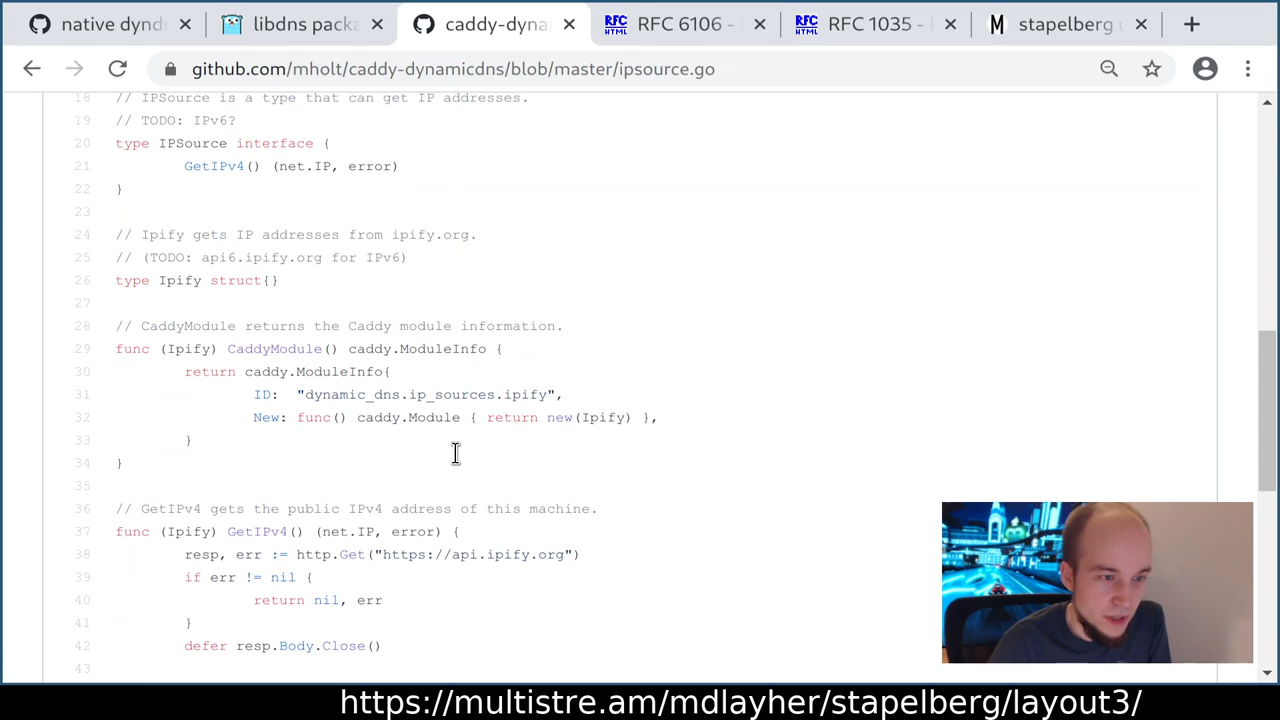 native dyndr
libdns packa
caddy-dyna
RFC 6106 -
RFC 1035 -
stapelberg u
github.com/mholt/caddy-dynamicdns/blob/master/ipsource.go
18 // IPSource is a type that can get IP addresses.
19 // TODO: IPv6?
20 type IPSource interface {
21 GetIPv4() (net.IP, error)
22 }
23
24 // Ipify gets IP addresses from ipify.org.
25 // (TODO: api6.ipify.org for IPv6)
26 type Ipify struct{}
27
28 // CaddyModule returns the Caddy module information.
29 func (Ipify) CaddyModule() caddy.ModuleInfo {
30 return caddy.ModuleInfo{
31 ID: "dynamic_dns.ip_sources.ipify",
32 New: func() caddy.Module { return new(Ipify) },
33 }
34 }
35
36 // GetIPv4 gets the public IPv4 address of this machine.
37 func (Ipify) GetIPv4() (net.IP, error) {
38 resp, err := http.Get("https://api.ipify.org")
39 if err != nil {
40 return nil, err
41 }
42 defer resp.Body.Close()
43
https://multistre.am/mdlayher/stapelberg/layout3/